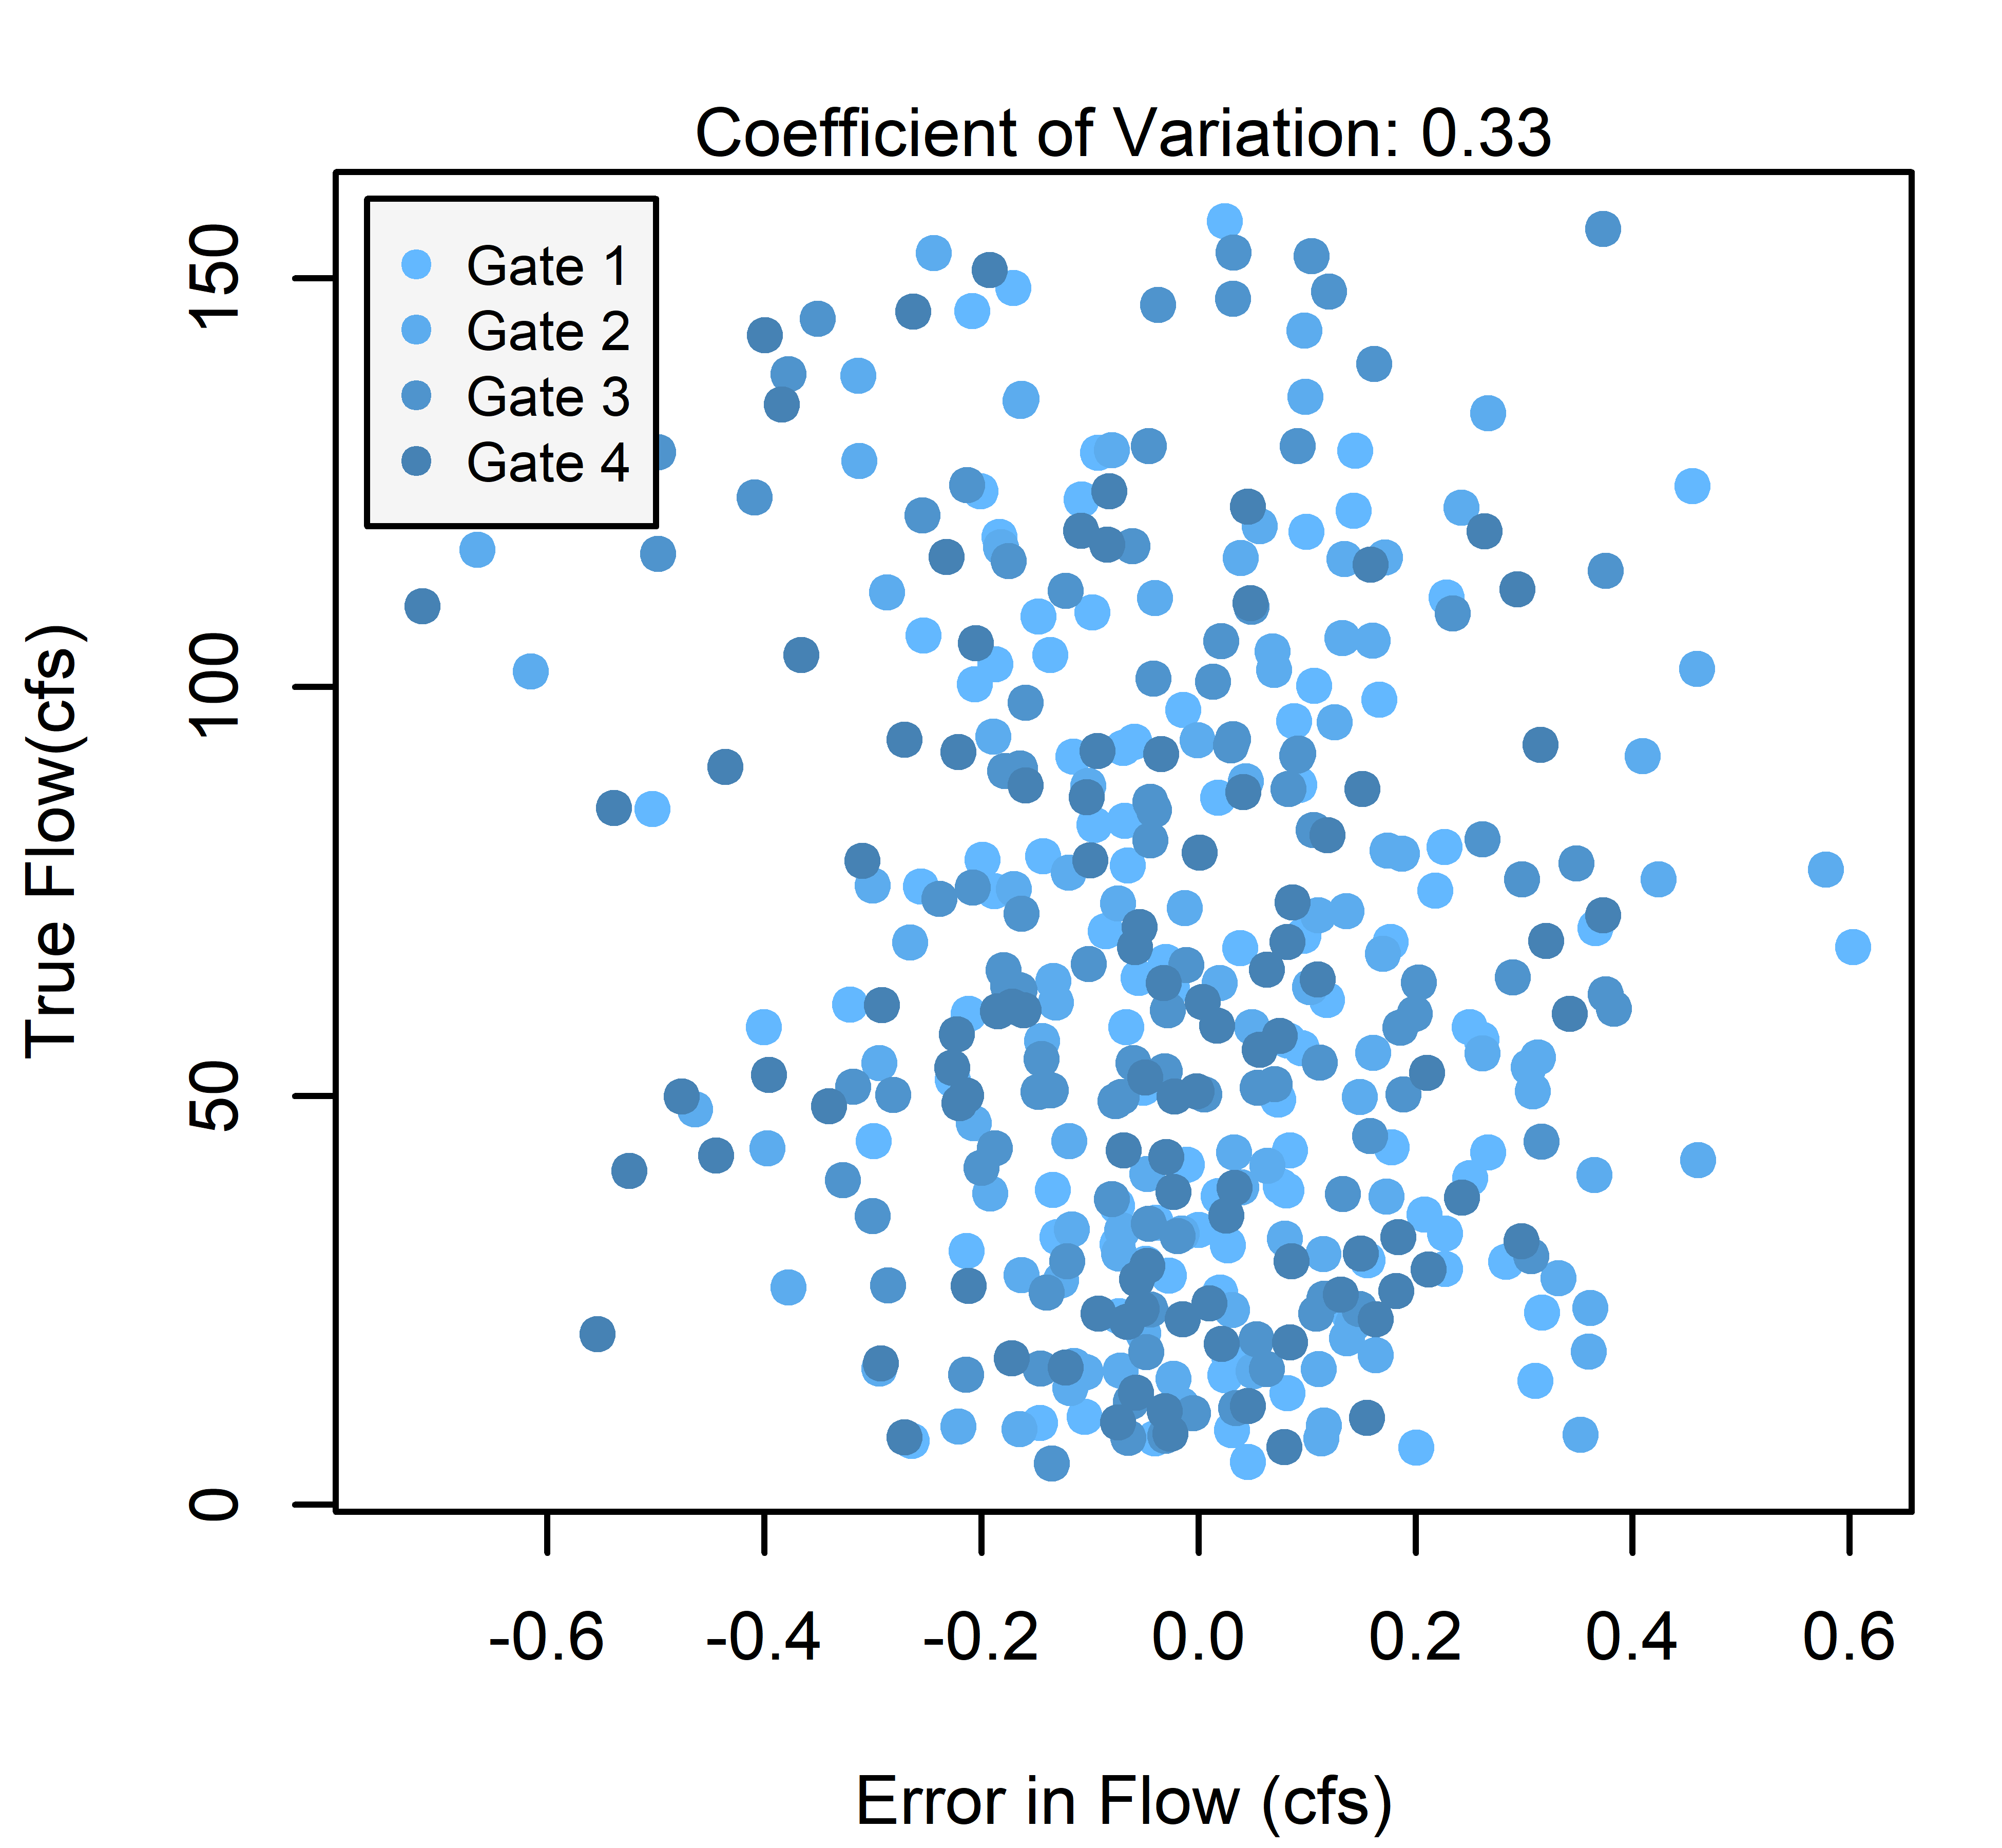 Coefficient of Variation: 0.33
Gate 1
Gate 2
Gate 3
Gate 4
True Flow(cfs)
150
100
50
0
-0.6 -0.4 -0.2 0.0 0.2 0.4 0.6
Error in Flow (cfs)